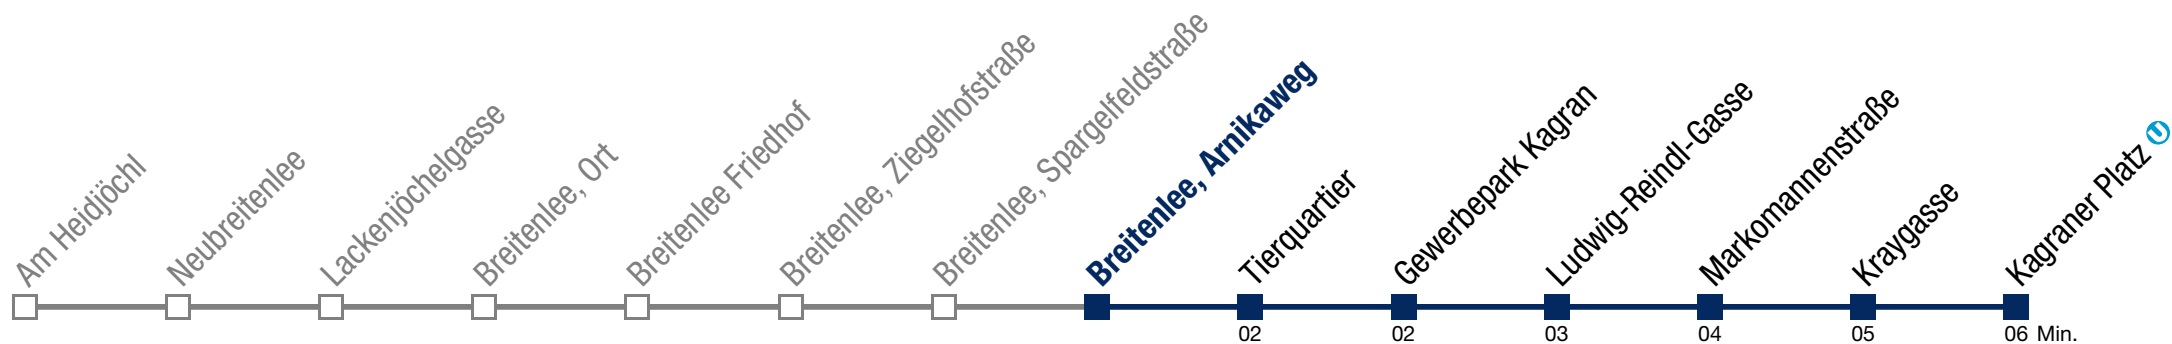 Am Heidjöchl
Neubreitenlee
Lackenjöchelgasse
Breitenlee, Ort
Breitenlee Friedhof
Breitenlee, Ziegelhofstraße
Breitenlee, Spargelfeldstraße
Breitenlee, Arnikaweg
Tierquartier
Gewerbepark Kagran
Ludwig-Reindl-Gasse
Markomannenstraße
Kraygasse
Kagraner Platz U
02 02 03 04 05 06 Min.